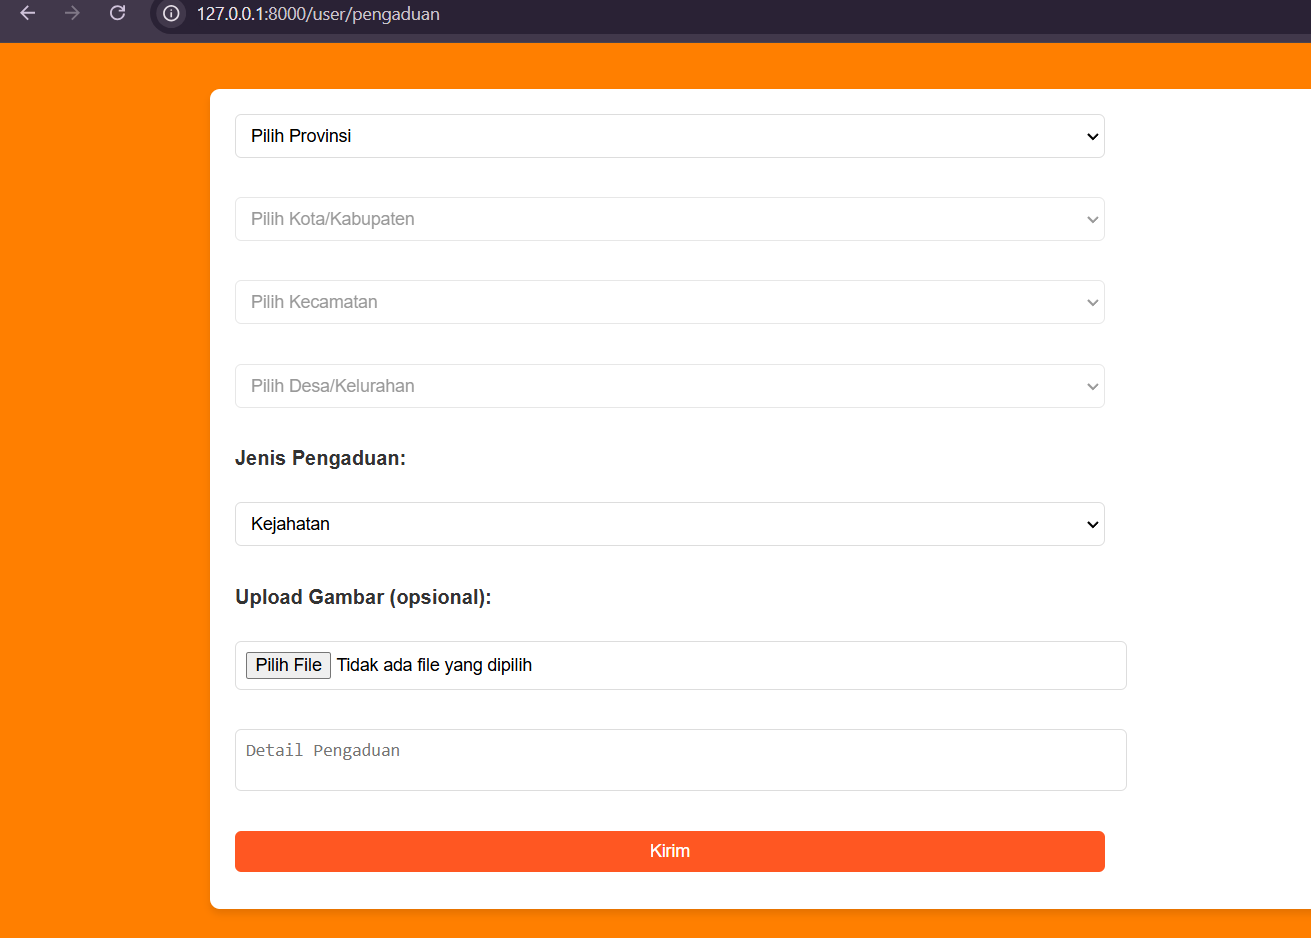 127.0.0.1:8000/user/pengaduan
Pilih Provinsi
Pilih Kota/Kabupaten
Pilih Kecamatan
Pilih Desa/Kelurahan
Jenis Pengaduan:
Kejahatan
Upload Gambar (opsional):
Pilih File Tidak ada file yang dipilih
Detail Pengaduan
Kirim